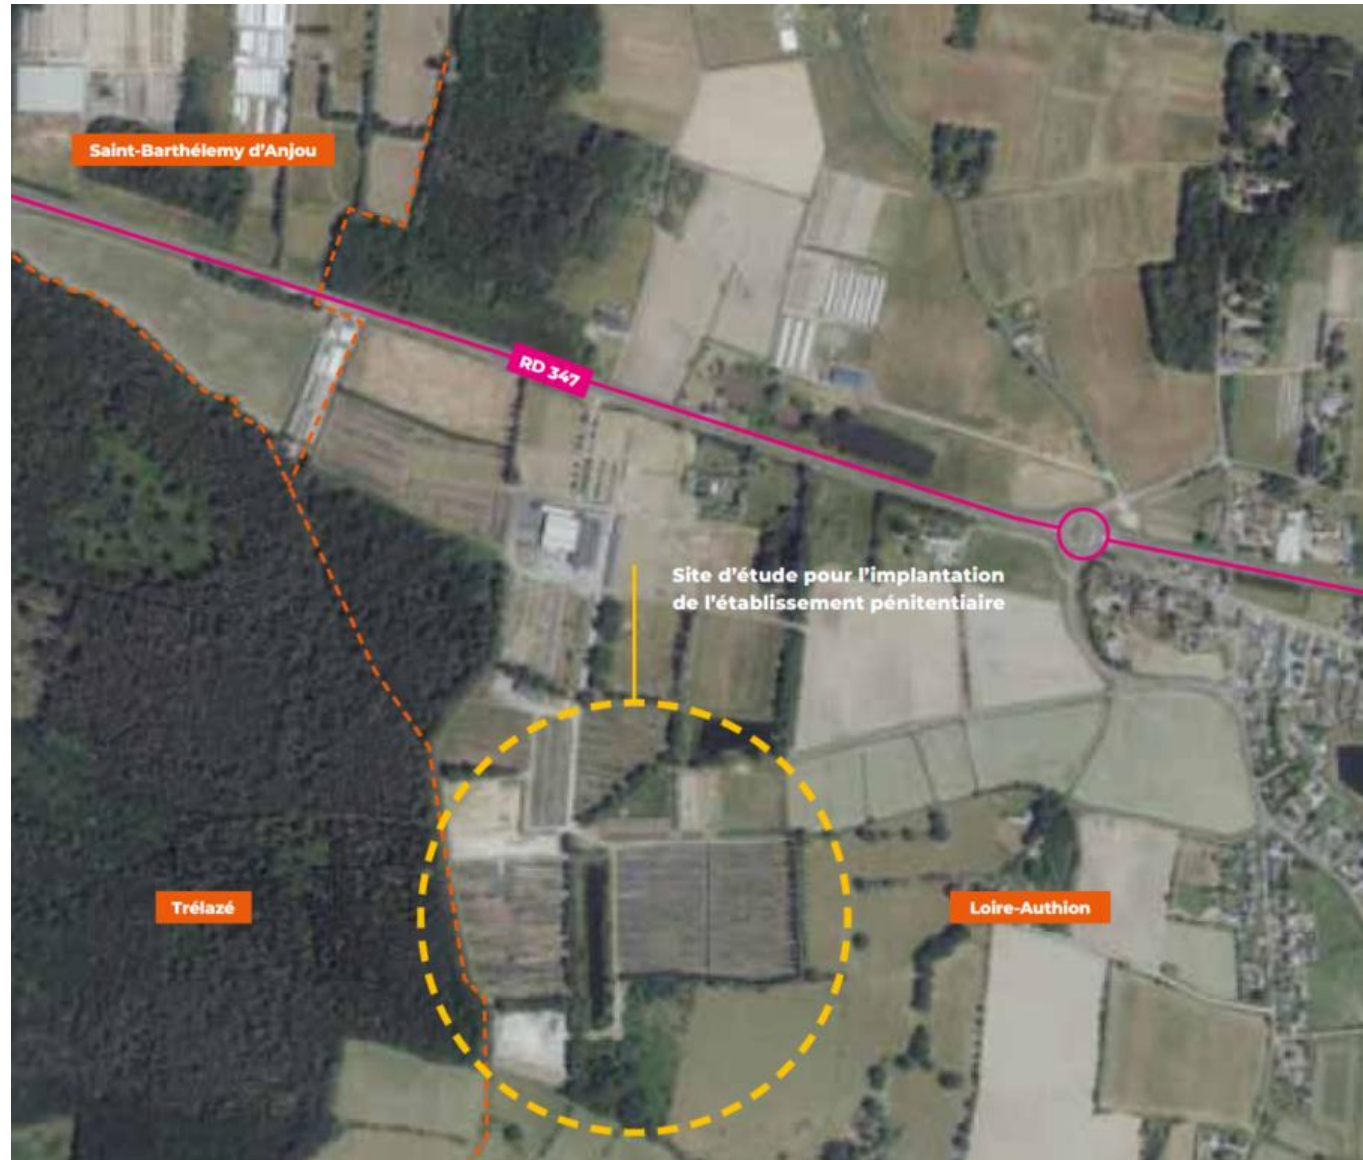 Saint-Barthélemy d'Anjou
RD 347
Site d'étude pour l'implantation
de l'établissement pénitentiaire
Trélazé
Loire-Authion